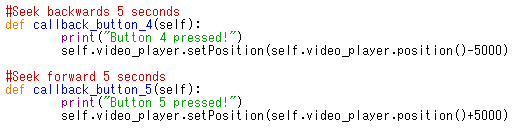 #Seek backwards 5 seconds
def callback_button_4(self):
        print("Button 4 pressed!")
        self.video_player.setPosition(self.video_player.position()-5000)

#Seek forward 5 seconds
def callback_button_5(self):
        print("Button 5 pressed!")
        self.video_player.setPosition(self.video_player.position()+5000)